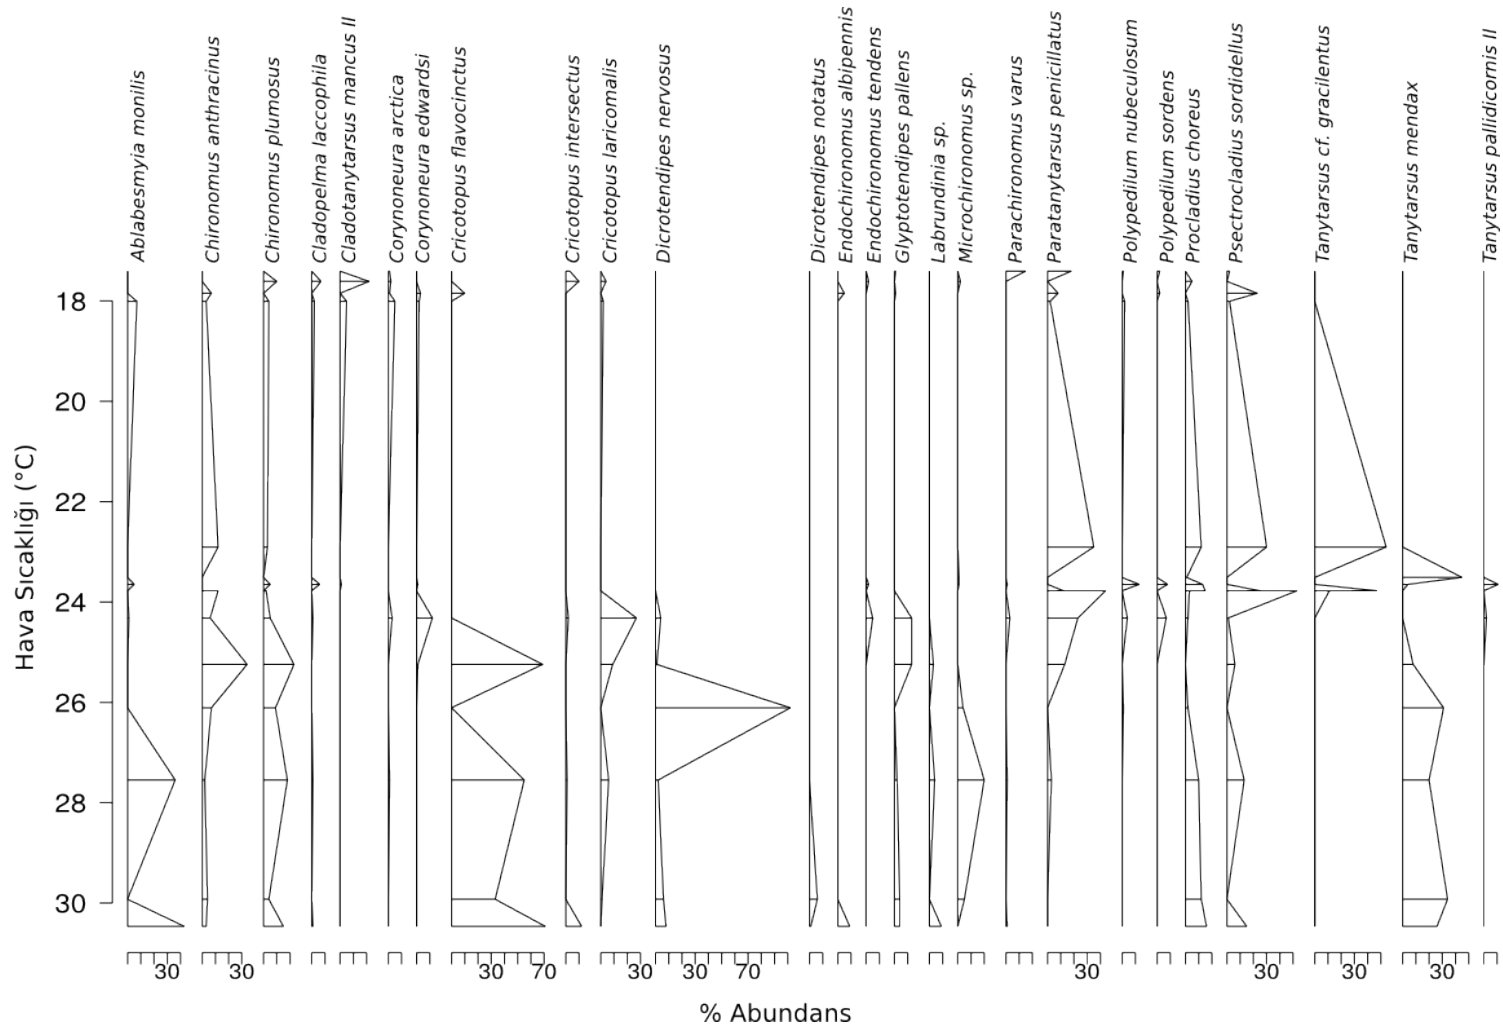 Ablabesmyia monilis
Chironomus anthracinus
Chironomus plumosus
Cladopelma laccophila
Cladotanytarsus mancus II
Corynoneura arctica
Corynoneura edwardsi
Cricotopus flavocinctus
Cricotopus intersectus
Cricotopus laricomalis
Dicrotendipes nervosus
Dicrotendipes notatus
Endochironomus albipennis
Endochironomus tendens
Glyptotendipes pallens
Labrundinia sp.
Microchironomus sp.
Parachironomus varus
Paratanytarsus penicillatus
Polypedilum nubeculosum
Polypedilum sordens
Procladius choreus
Psectrocladius sordidellus
Tanytarsus cf. gracilentus
Tanytarsus mendax
Tanytarsus pallidicornis II
Hava Sıcaklığı (°C)
18
20
22
24
26
28
30
30 30 30 70 30 30 70 30 30 30 30
% Abundans